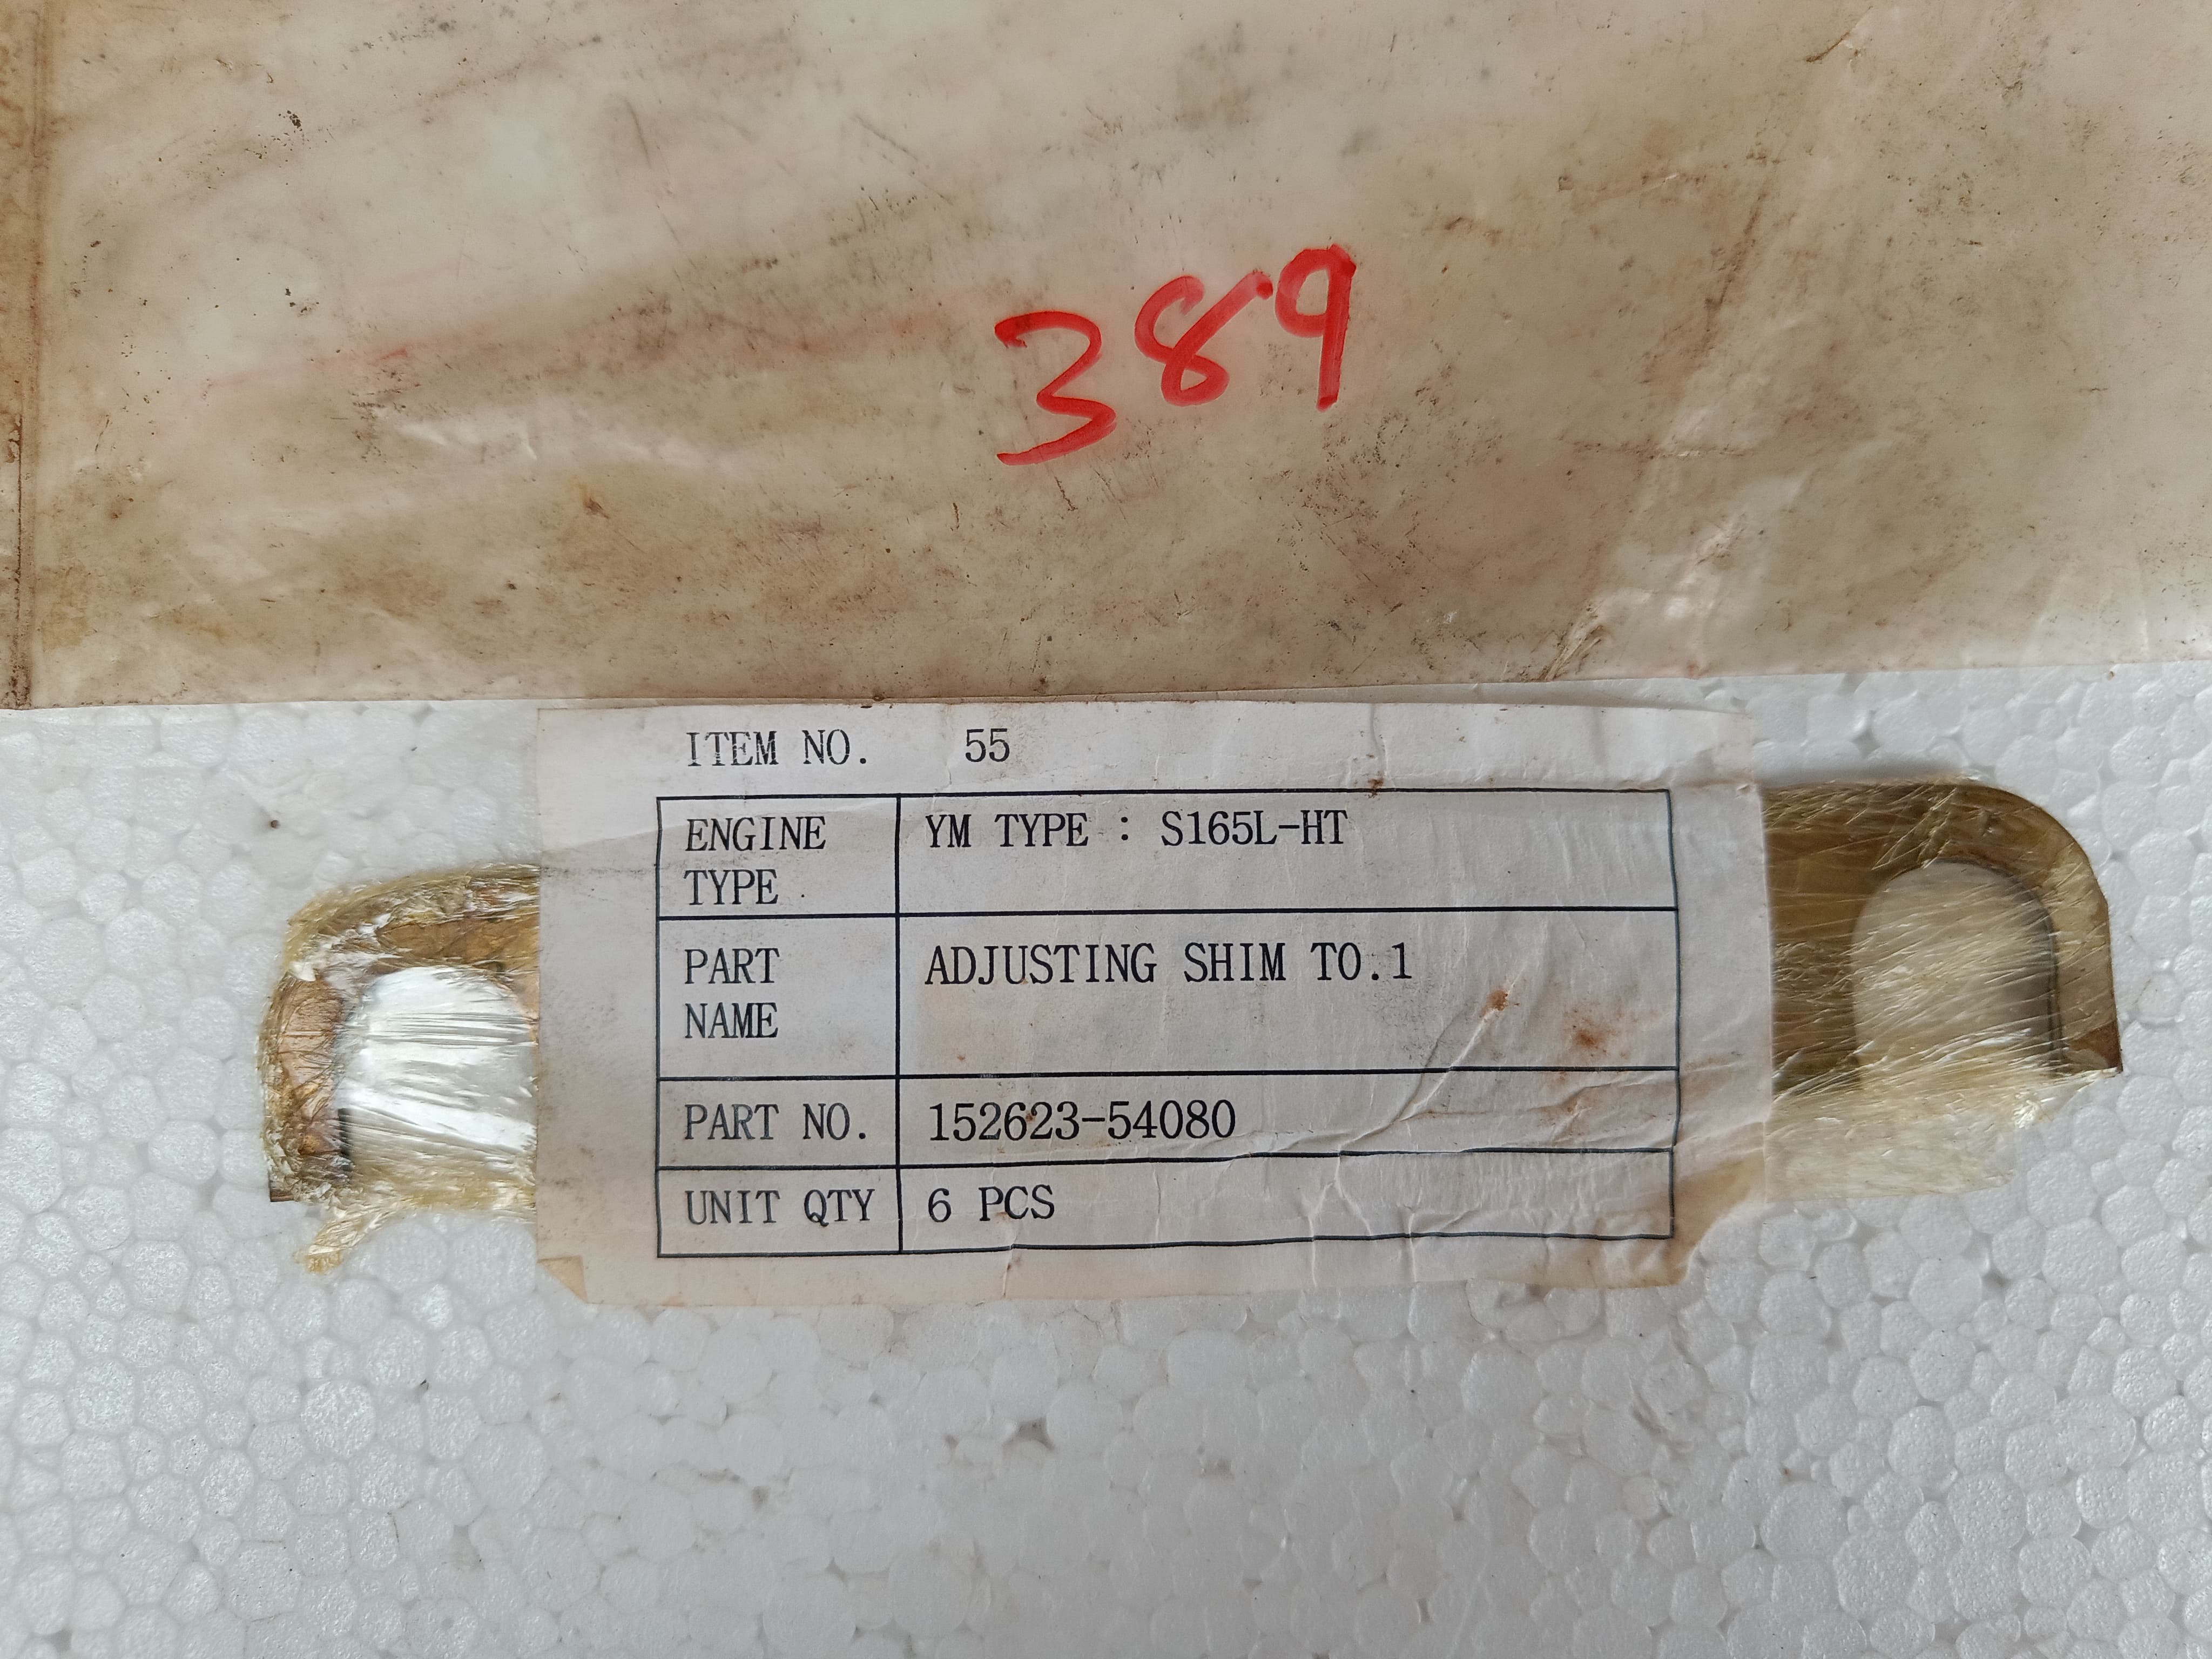 389
ITEM NO. 55
ENGINE TYPE YM TYPE : S165L-HT
PART NAME ADJUSTING SHIM T0.1
PART NO. 152623-54080
UNIT QTY 6 PCS